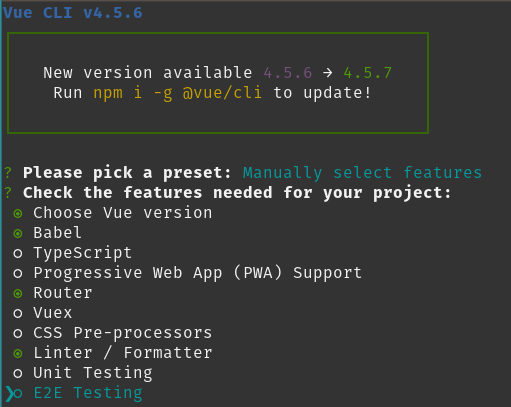 Vue CLI v4.5.6
New version available 4.5.6 → 4.5.7
Run npm i -g @vue/cli to update!
? Please pick a preset: Manually select features
? Check the features needed for your project:
◉ Choose Vue version
◉ Babel
◯ TypeScript
◯ Progressive Web App (PWA) Support
◉ Router
◯ Vuex
◯ CSS Pre-processors
◉ Linter / Formatter
◯ Unit Testing
❯◯ E2E Testing